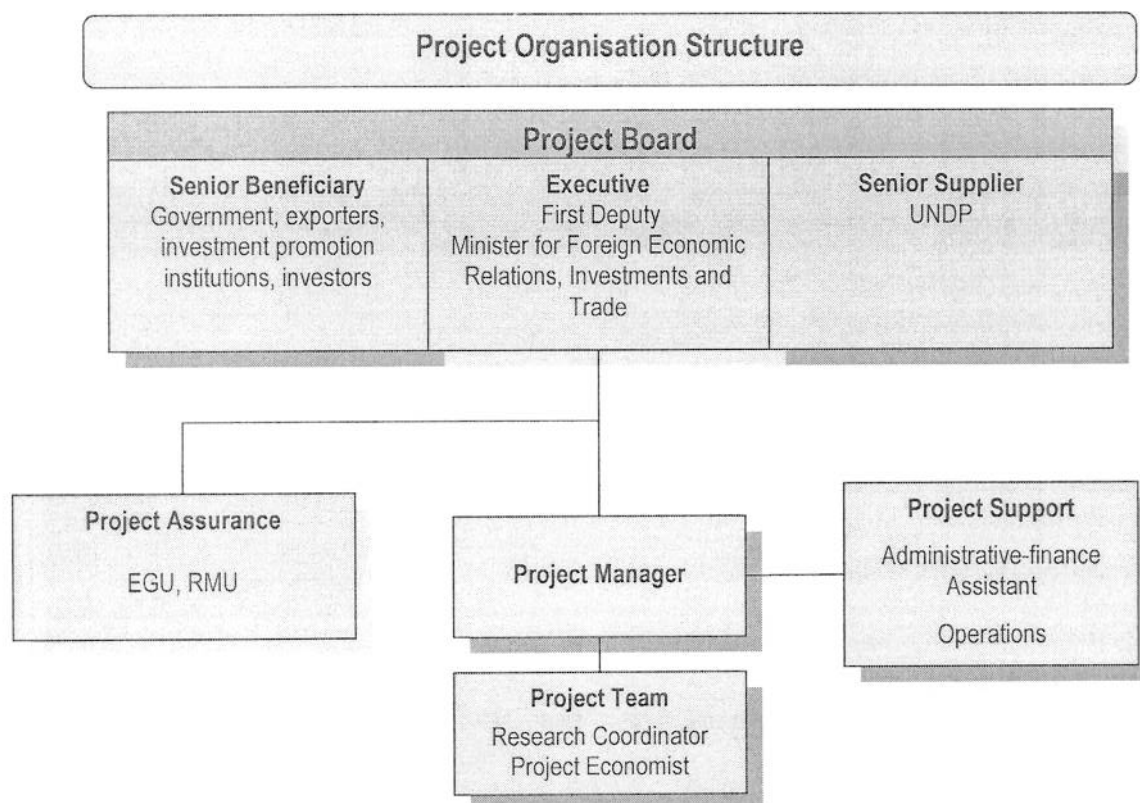 Project Organisation Structure
Project Board
Senior Beneficiary
Government, exporters,
investment promotion
institutions, investors
Executive
First Deputy
Minister for Foreign Economic
Relations, Investments and
Trade
Senior Supplier
UNDP
Project Assurance
EGU, RMU
Project Manager
Project Support
Administrative-finance
Assistant
Operations
Project Team
Research Coordinator
Project Economist